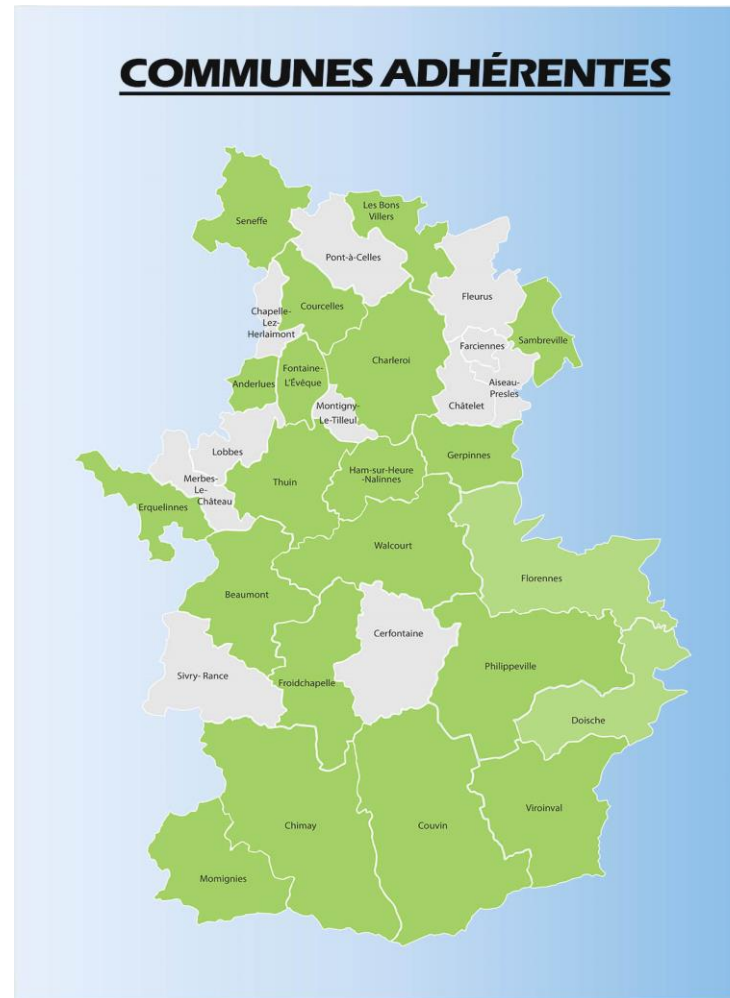 COMMUNES ADHÉRENTES
Seneffe
Les Bons
Villers
Pont-à-Celles
Fleurus
Chapelle-
Lez-
Herlaimont
Courcelles
Sambreville
Farciennes
Charleroi
Fontaine-
L'Évêque
Anderlues
Aiseau-
Presles
Montigny-
Le-Tilleul
Châtelet
Lobbes
Gerpinnes
Ham-sur-Heure
-Nalinnes
Thuin
Merbes-
Le-
Château
Erquelinnes
Walcourt
Florennes
Beaumont
Cerfontaine
Philippeville
Sivry- Rance
Froidchapelle
Doische
Viroinval
Chimay
Couvin
Momignies